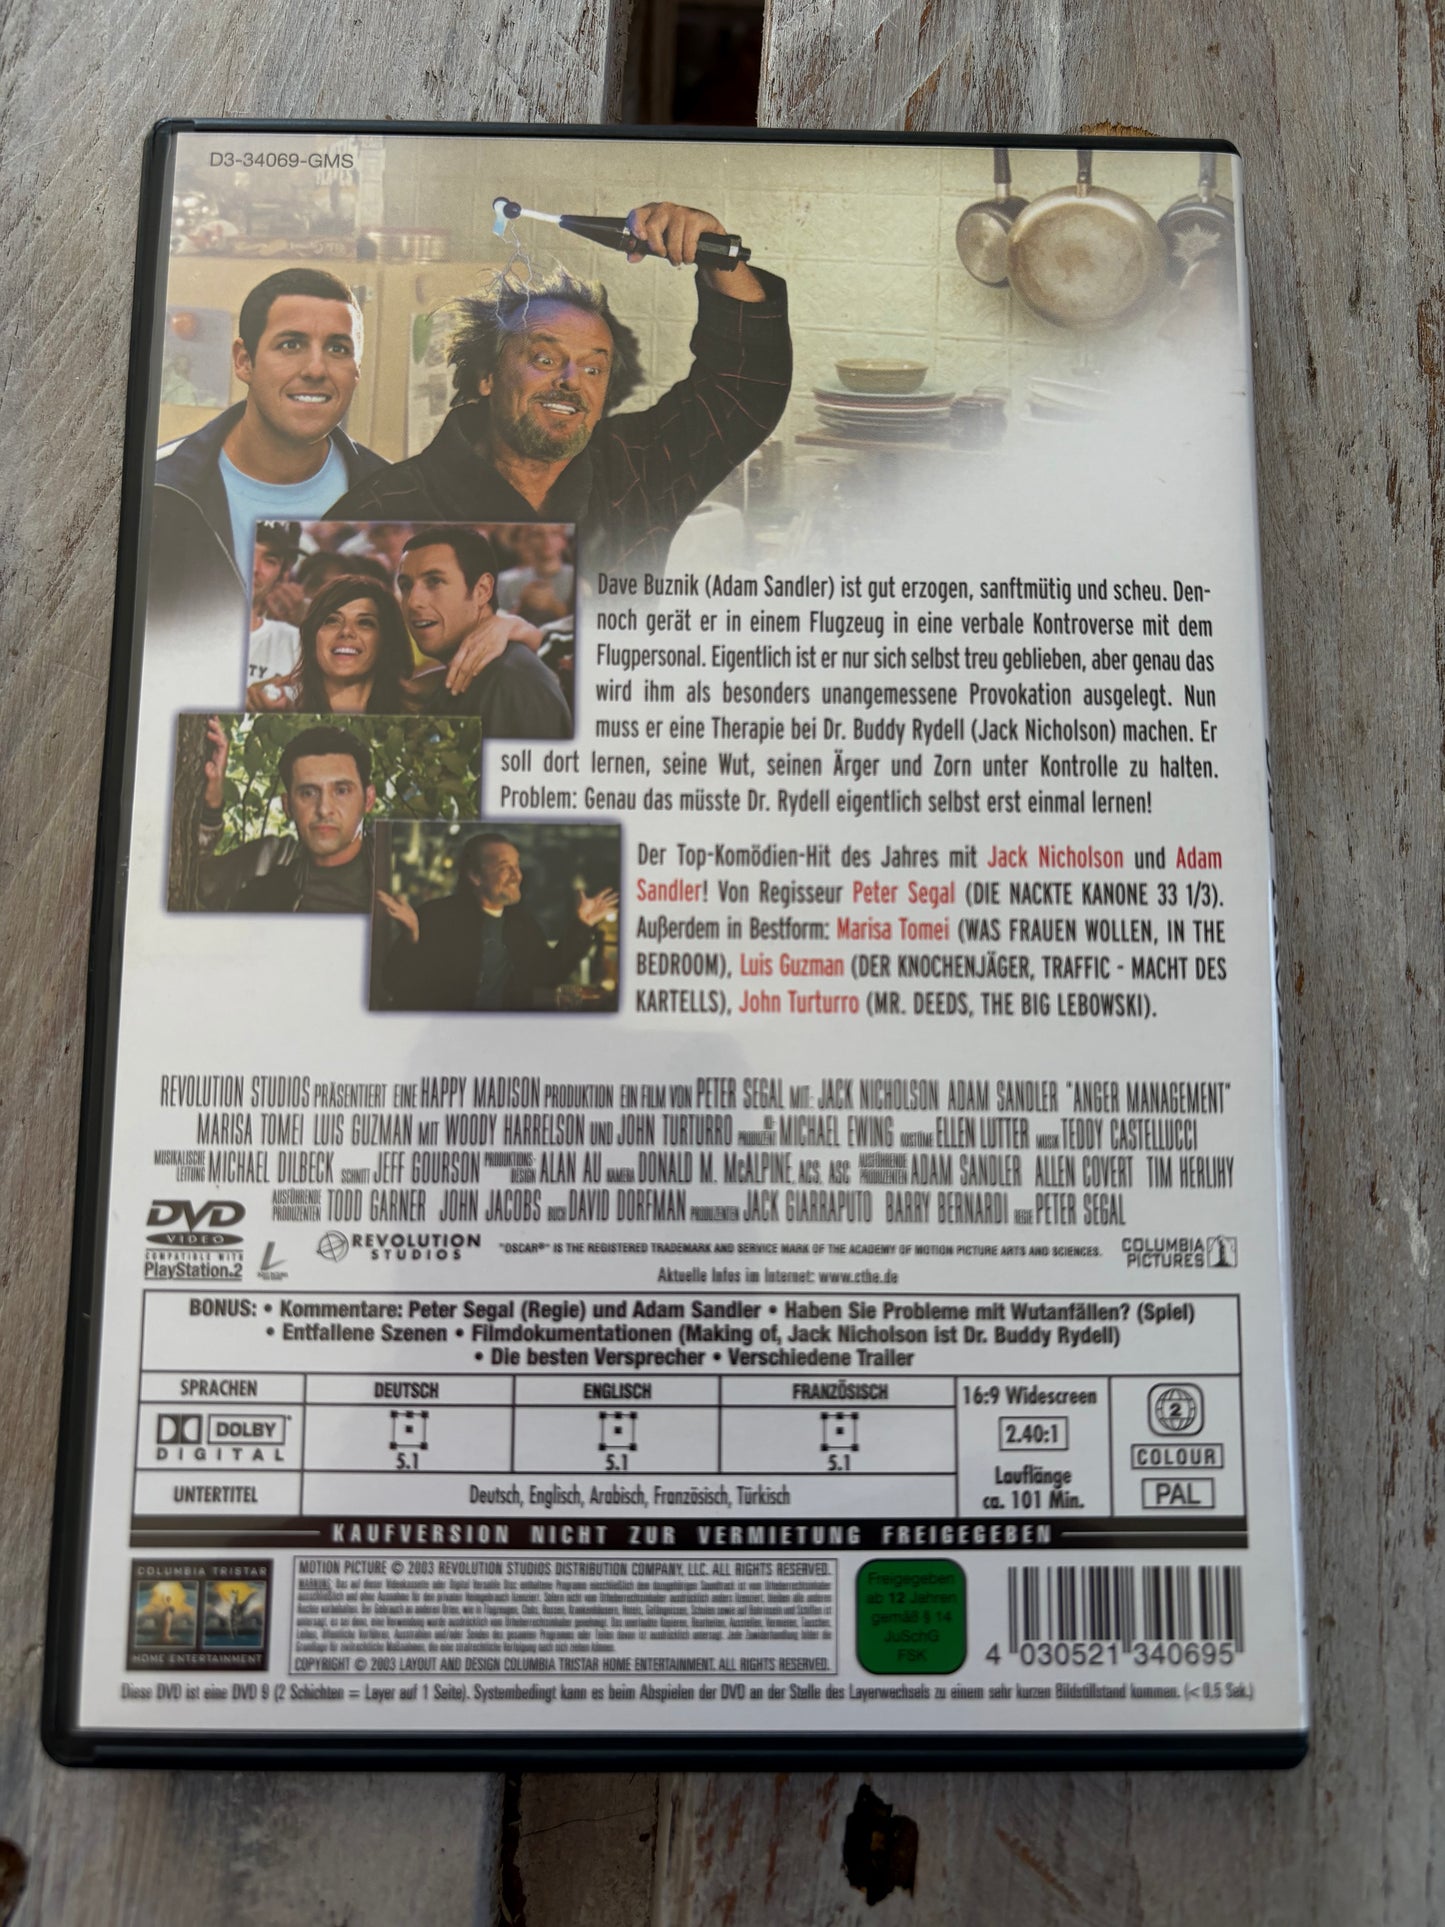 D3-34069-GMS
TY
Dave Buznik (Adam Sandler) ist gut erzogen, sanftmütig und scheu. Den-
noch gerät er in einem Flugzeug in eine verbale Kontroverse mit dem
Flugpersonal. Eigentlich ist er nur sich selbst treu geblieben, aber genau das
wird ihm als besonders unangemessene Provokation ausgelegt. Nun
muss er eine Therapie bei Dr. Buddy Rydell (Jack Nicholson) machen. Er
soll dort lernen, seine Wut, seinen Ärger und Zorn unter Kontrolle zu halten.
Problem: Genau das müsste Dr. Rydell eigentlich selbst erst einmal lernen!
Der Top-Komödien-Hit des Jahres mit Jack Nicholson und Adam
Sandler! Von Regisseur Peter Segal (DIE NACKTE KANONE 33 1/3).
Außerdem in Bestform: Marisa Tomei (WAS FRAUEN WOLLEN, IN THE
BEDROOM), Luis Guzman (DER KNOCHENJÄGER, TRAFFIC - MACHT DES
KARTELLS), John Turturro (MR. DEEDS, THE BIG LEBOWSKI).
REVOLUTION STUDIOS PRÄSENTIERT EINE HAPPY MADISON PRODUKTION EIN FILM VON PETER SEGAL MIT: JACK NICHOLSON ADAM SANDLER "ANGER MANAGEMENT"
MARISA TOMEI LUIS GUZMAN MIT WOODY HARRELSON UND JOHN TURTURRO KO-PRODUZENT MICHAEL EWING KOSTÜME ELLEN LUTTER MUSIK TEDDY CASTELLUCCI
MUSIKALISCHE LEITUNG MICHAEL DILBECK SCHNITT JEFF GOURSON PRODUKTIONS-DESIGN ALAN AU KAMERA DONALD M. McALPINE, ACS, ASC AUSFÜHRENDE PRODUZENTEN ADAM SANDLER ALLEN COVERT TIM HERLIHY
AUSFÜHRENDE PRODUZENTEN TODD GARNER JOHN JACOBS BUCH DAVID DORFMAN PRODUZENTEN JACK GIARRAPUTO BARRY BERNARDI REGIE PETER SEGAL
DVD
VIDEO
COMPATIBLE WITH
PlayStation.2
REVOLUTION
STUDIOS
"OSCAR®" IS THE REGISTERED TRADEMARK AND SERVICE MARK OF THE ACADEMY OF MOTION PICTURE ARTS AND SCIENCES.
COLUMBIA
PICTURES
Aktuelle Infos im Internet: www.cthe.de
BONUS: • Kommentare: Peter Segal (Regie) und Adam Sandler • Haben Sie Probleme mit Wutanfällen? (Spiel)
• Entfallene Szenen • Filmdokumentationen (Making of, Jack Nicholson ist Dr. Buddy Rydell)
• Die besten Versprecher • Verschiedene Trailer
SPRACHEN DEUTSCH ENGLISCH FRANZÖSISCH
DOLBY
DIGITAL
5.1 5.1 5.1
UNTERTITEL Deutsch, Englisch, Arabisch, Französisch, Türkisch
16:9 Widescreen
2.40:1
Lauflänge
ca. 101 Min.
2
COLOUR
PAL
KAUFVERSION NICHT ZUR VERMIETUNG FREIGEGEBEN
COLUMBIA TRISTAR
HOME ENTERTAINMENT
MOTION PICTURE © 2003 REVOLUTION STUDIOS DISTRIBUTION COMPANY, LLC. ALL RIGHTS RESERVED.
COPYRIGHT © 2003 LAYOUT AND DESIGN COLUMBIA TRISTAR HOME ENTERTAINMENT. ALL RIGHTS RESERVED.
Freigegeben
ab 12 Jahren
gemäß § 14
JuSchG
FSK
4 030521 340695
Diese DVD ist eine DVD 9 (2 Schichten = Layer auf 1 Seite). Systembedingt kann es beim Abspielen der DVD an der Stelle des Layerwechsels zu einem sehr kurzen Bildstillstand kommen. (< 0.5 Sek.)